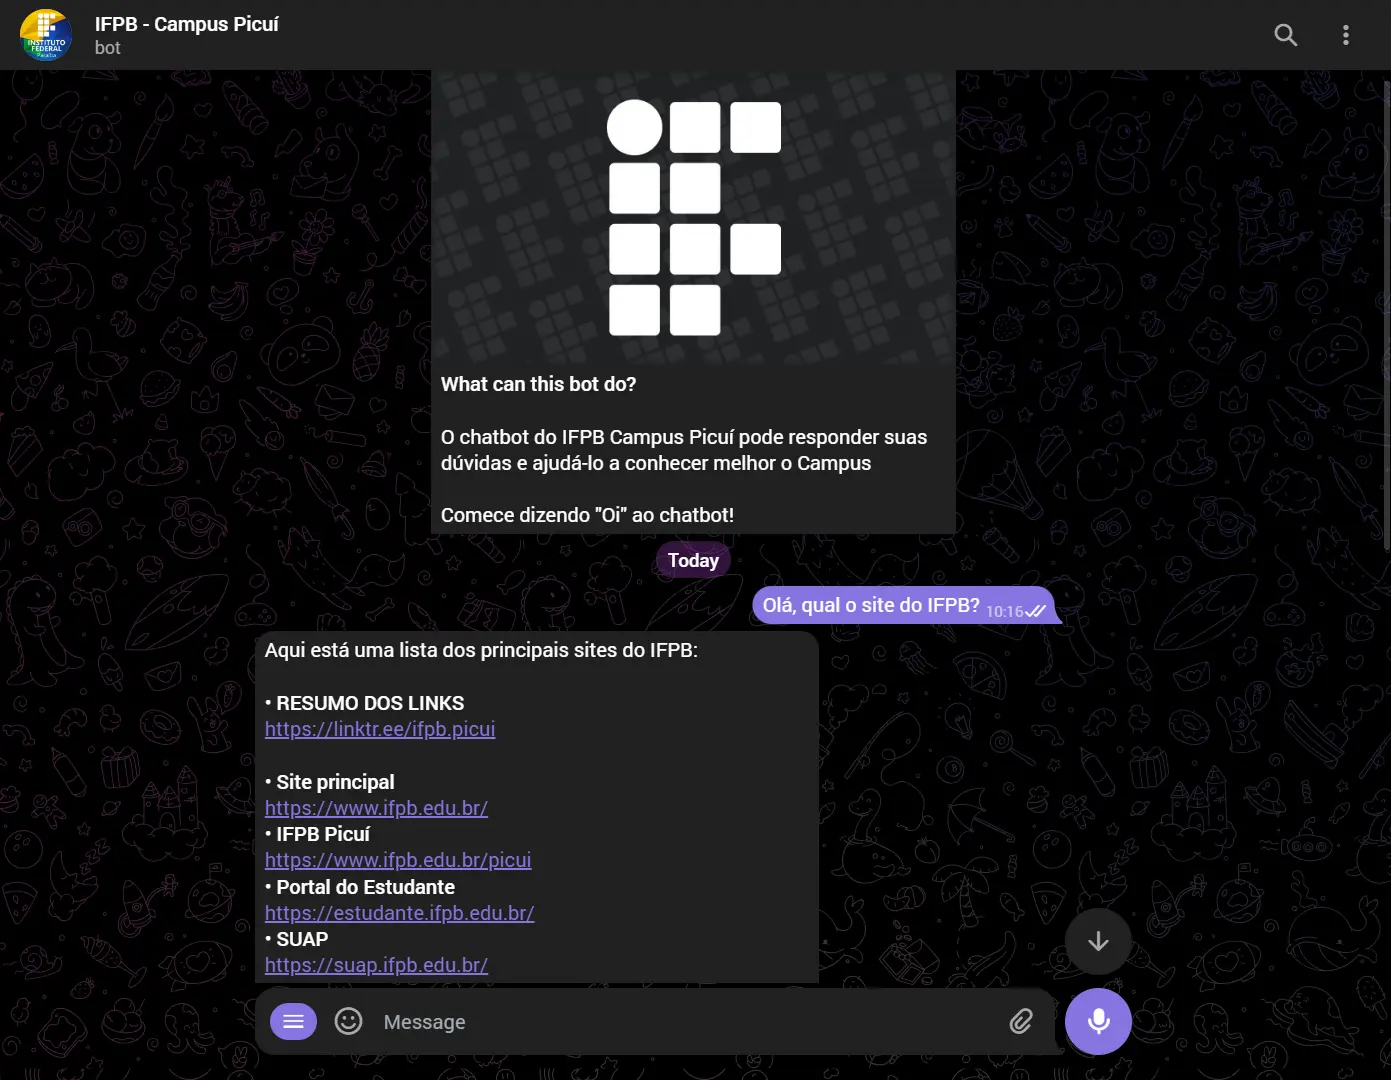 INSTITUTO
FEDERAL
Paraíba
IFPB - Campus Picuí
bot
What can this bot do?
O chatbot do IFPB Campus Picuí pode responder suas
dúvidas e ajudá-lo a conhecer melhor o Campus
Comece dizendo "Oi" ao chatbot!
Today
Olá, qual o site do IFPB? 10:16
Aqui está uma lista dos principais sites do IFPB:
• RESUMO DOS LINKS
https://linktr.ee/ifpb.picui
• Site principal
https://www.ifpb.edu.br/
• IFPB Picuí
https://www.ifpb.edu.br/picui
• Portal do Estudante
https://estudante.ifpb.edu.br/
• SUAP
https://suap.ifpb.edu.br/
Message